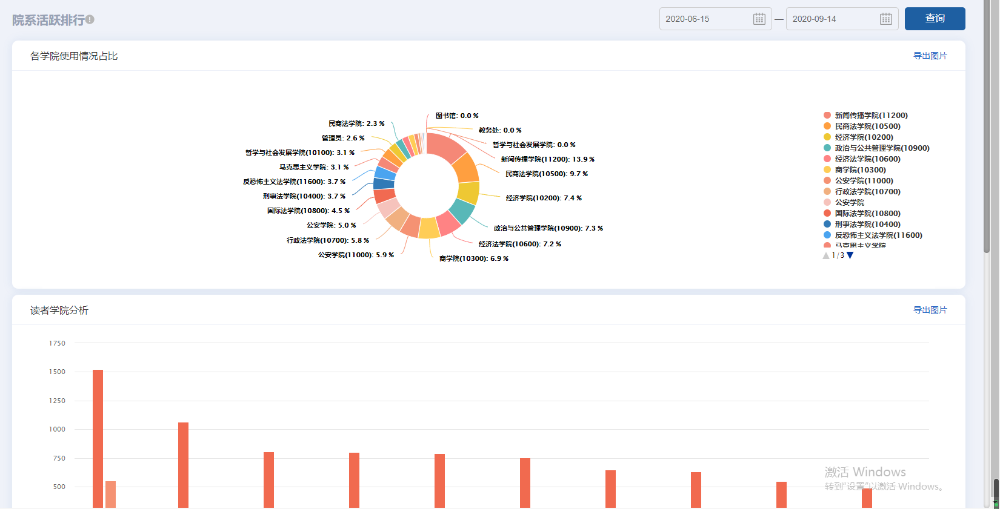 院系活跃排行
2020-06-15
—
2020-09-14
查询
各学院使用情况占比
导出图片
图书馆: 0.0 %
教务处: 0.0 %
哲学与社会发展学院: 0.0 %
新闻传播学院(11200): 13.9 %
民商法学院(10500): 9.7 %
经济学院(10200): 7.4 %
政治与公共管理学院(10900): 7.3 %
经济法学院(10600): 7.2 %
商学院(10300): 6.9 %
民商法学院: 2.3 %
管理员: 2.6 %
哲学与社会发展学院(10100): 3.1 %
马克思主义学院: 3.1 %
反恐怖主义法学院(11600): 3.7 %
刑事法学院(10400): 3.7 %
国际法学院(10800): 4.5 %
公安学院: 5.0 %
行政法学院(10700): 5.8 %
公安学院(11000): 5.9 %
新闻传播学院(11200)
民商法学院(10500)
经济学院(10200)
政治与公共管理学院(10900)
经济法学院(10600)
商学院(10300)
公安学院(11000)
行政法学院(10700)
公安学院
国际法学院(10800)
刑事法学院(10400)
反恐怖主义法学院(11600)
马克思主义学院
1/3
读者学院分析
导出图片
1750
1500
1250
1000
750
500
激活 Windows
转到“设置”以激活 Windows。